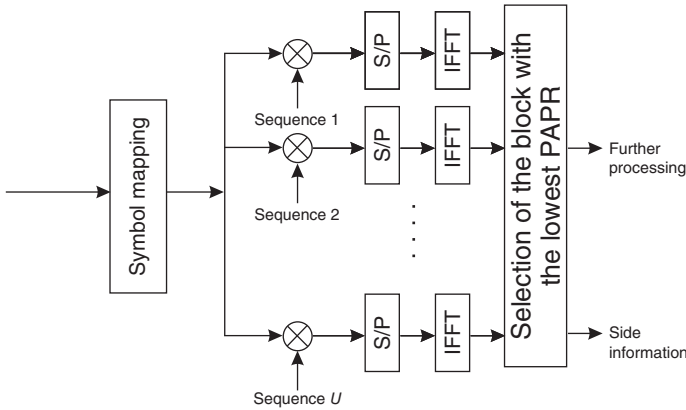 Symbol mapping
Sequence 1
S/P
IFFT
Sequence 2
S/P
IFFT
Sequence U
S/P
IFFT
Selection of the block with
the lowest PAPR
Further
processing
Side
information